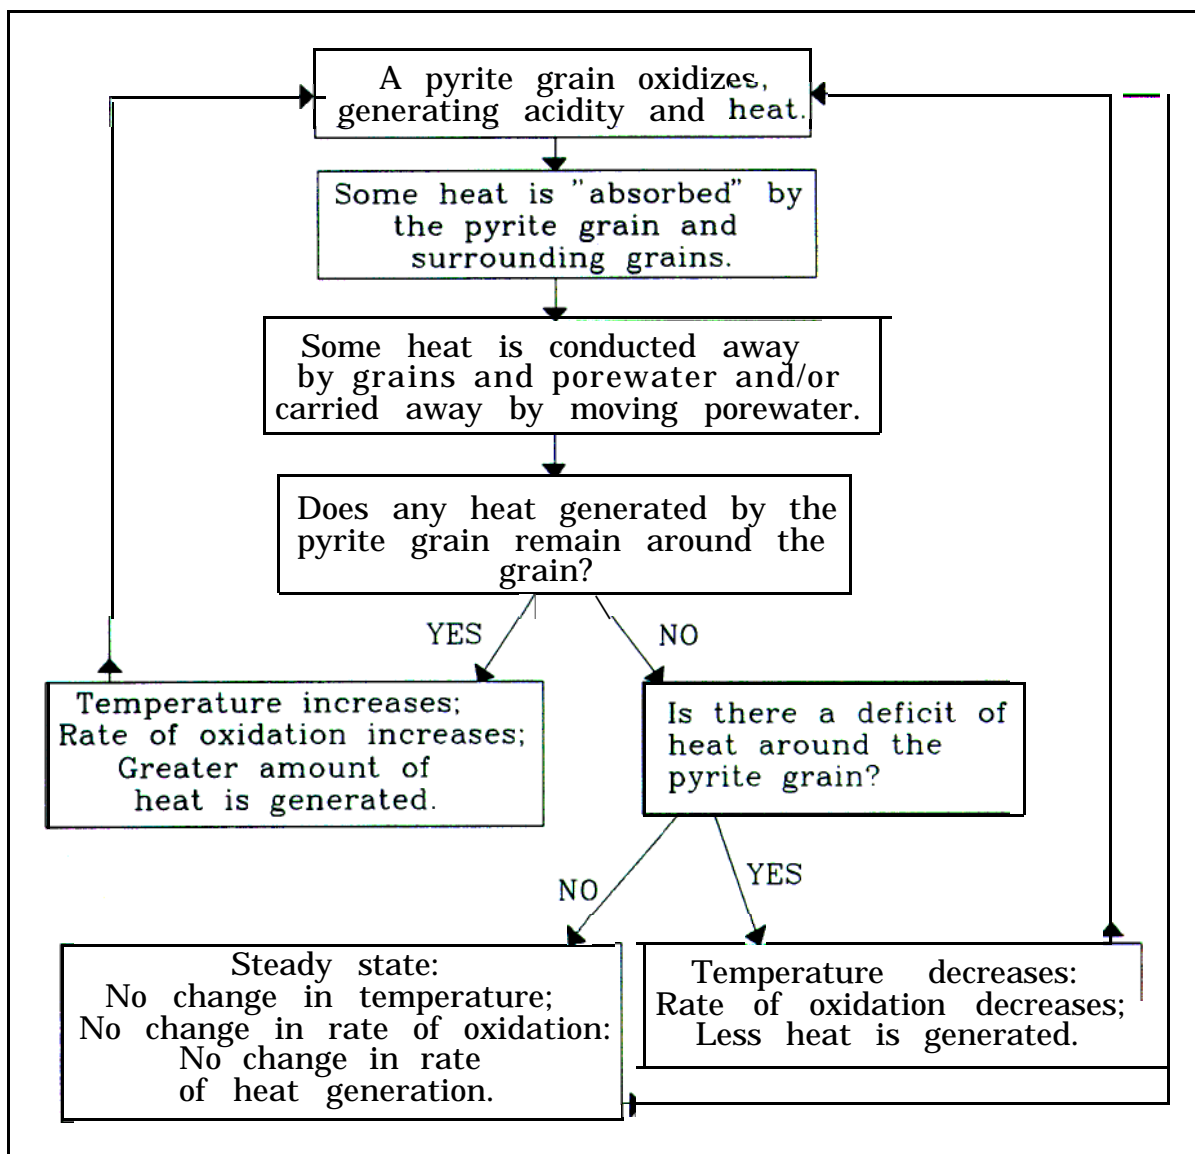 A pyrite grain oxidizes,
generating acidity and heat.
Some heat is "absorbed" by
the pyrite grain and
surrounding grains.
Some heat is conducted away
by grains and porewater and/or
carried away by moving porewater.
Does any heat generated by the
pyrite grain remain around the
grain?
YES
NO
Temperature increases;
Rate of oxidation increases;
Greater amount of
heat is generated.
Is there a deficit of
heat around the
pyrite grain?
NO
YES
Steady state:
No change in temperature;
No change in rate of oxidation:
No change in rate
of heat generation.
Temperature decreases:
Rate of oxidation decreases;
Less heat is generated.